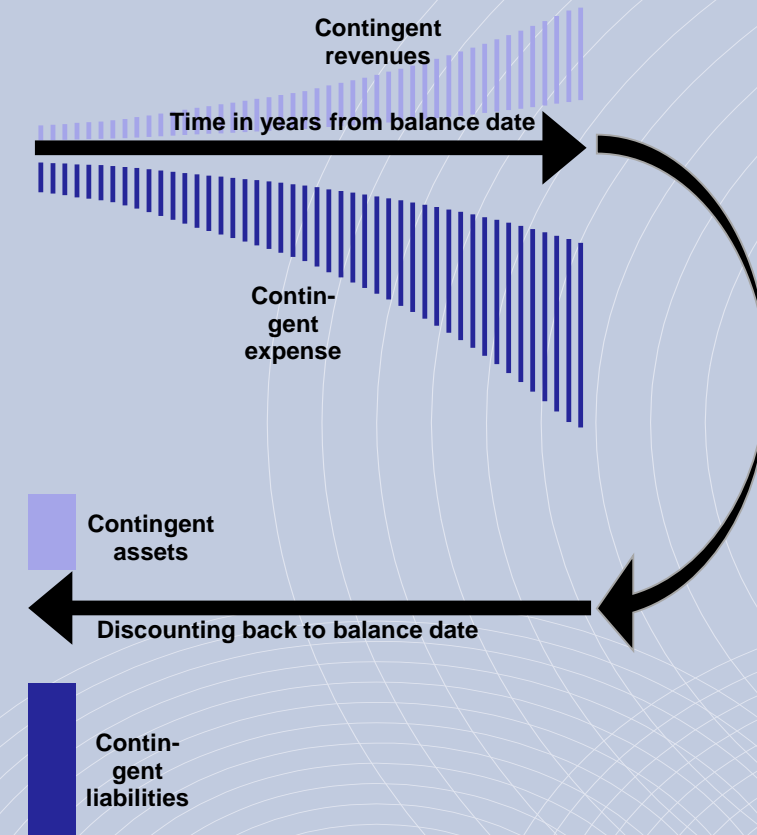 Contingent
revenues
Time in years from balance date
Contin-
gent
expense
Contingent
assets
Discounting back to balance date
Contin-
gent
liabilities